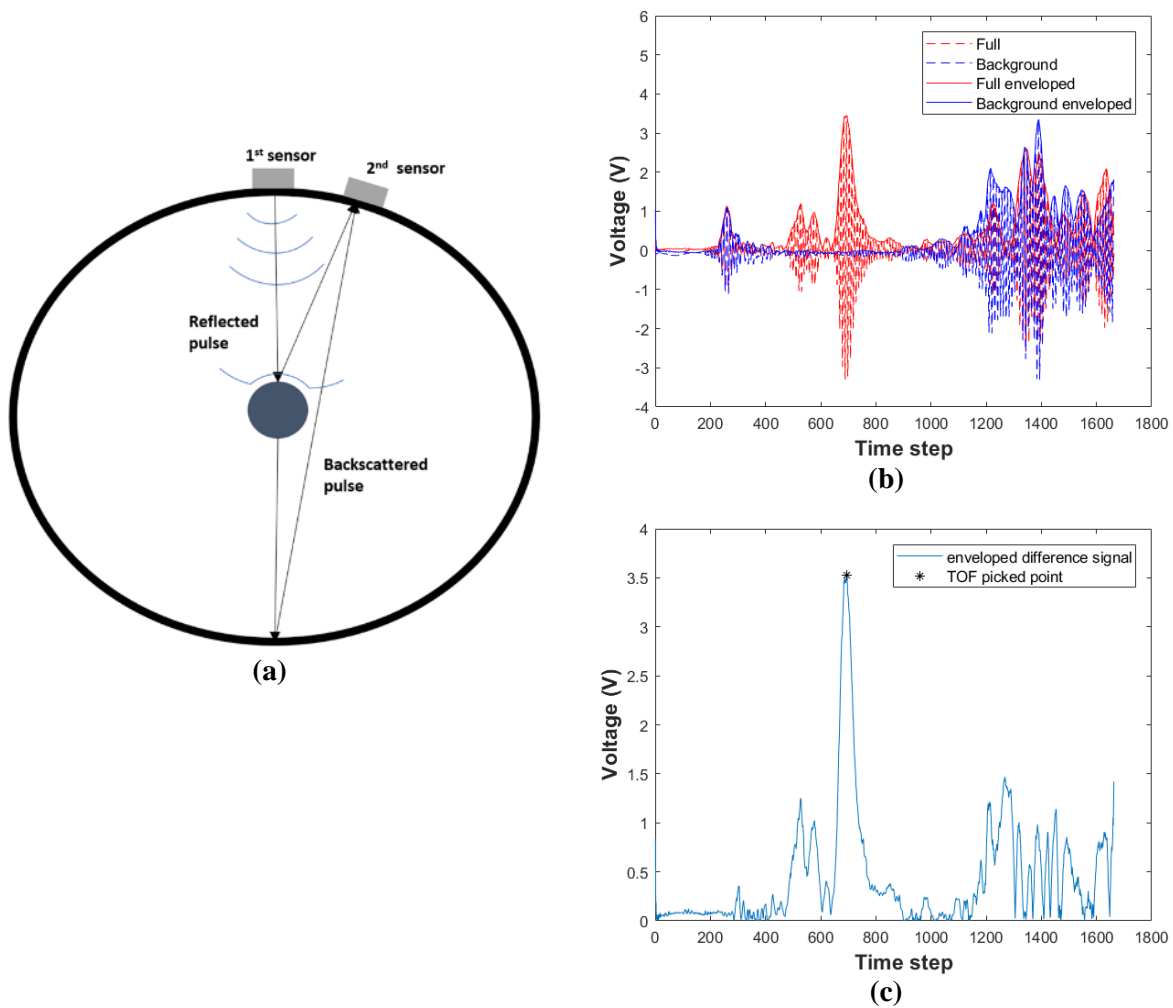 1st sensor
2nd sensor
Reflected
pulse
Backscattered
pulse
(a)
6
5
4
3
2
1
0
-1
-2
-3
-4
Voltage (V)
Full
Background
Full enveloped
Background enveloped
0 200 400 600 800 1000 1200 1400 1600 1800
Time step
(b)
4
3.5
3
2.5
2
1.5
1
0.5
0
Voltage (V)
enveloped difference signal
TOF picked point
0 200 400 600 800 1000 1200 1400 1600 1800
Time step
(c)